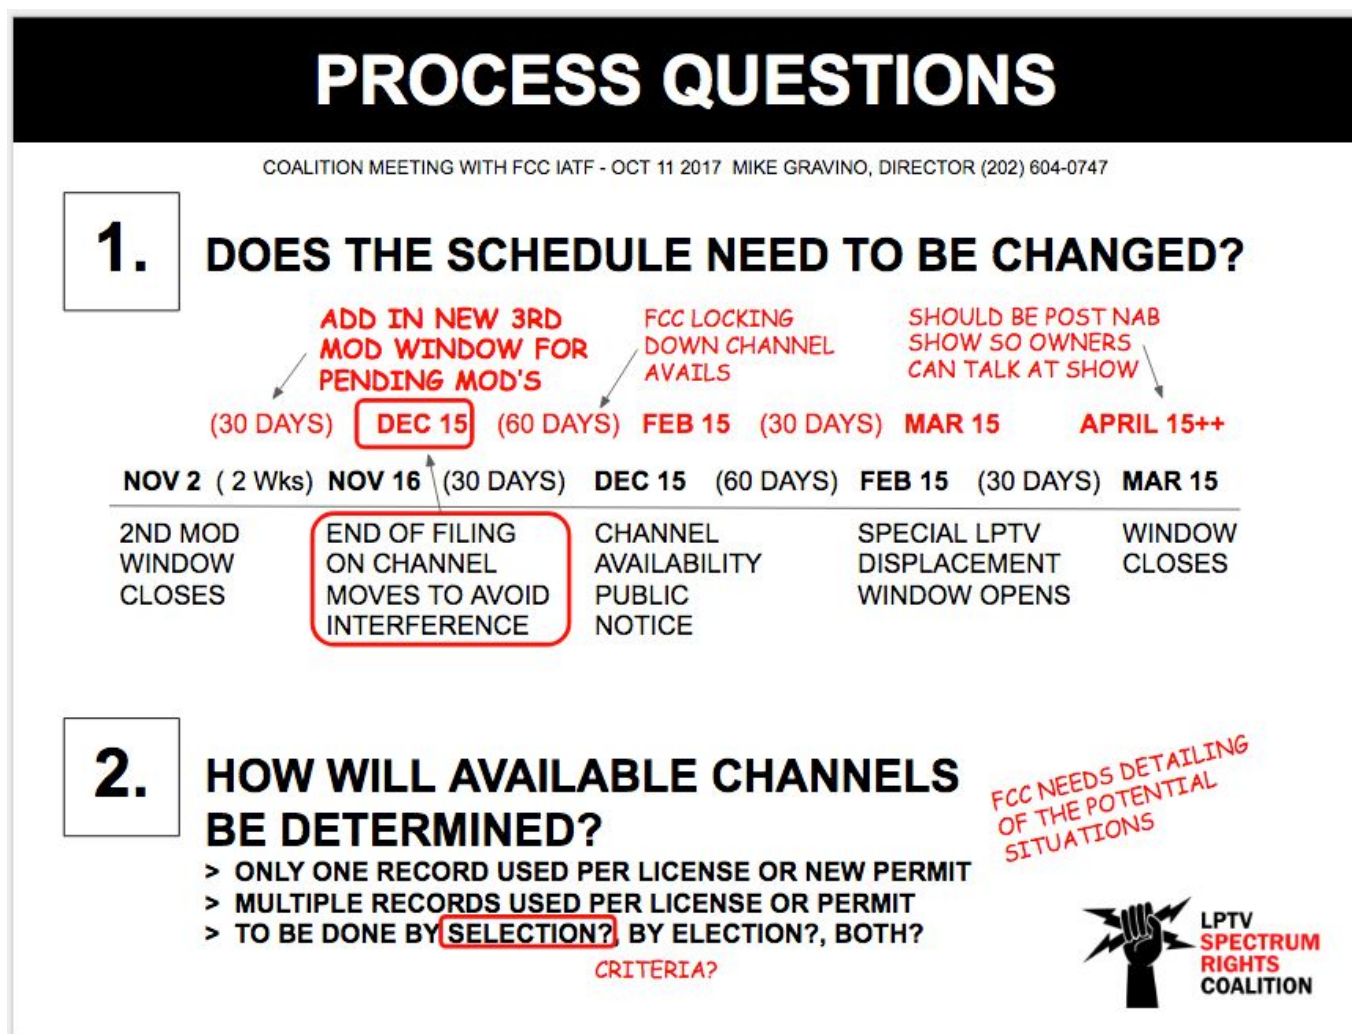 PROCESS QUESTIONS
COALITION MEETING WITH FCC IATF - OCT 11 2017 MIKE GRAVINO, DIRECTOR (202) 604-0747
1.
DOES THE SCHEDULE NEED TO BE CHANGED?
ADD IN NEW 3RD
MOD WINDOW FOR
PENDING MOD'S
FCC LOCKING
DOWN CHANNEL
AVAILS
SHOULD BE POST NAB
SHOW SO OWNERS
CAN TALK AT SHOW
(30 DAYS) DEC 15 (60 DAYS) FEB 15 (30 DAYS) MAR 15 APRIL 15++
NOV 2 ( 2 Wks) NOV 16 (30 DAYS) DEC 15 (60 DAYS) FEB 15 (30 DAYS) MAR 15
2ND MOD
WINDOW
CLOSES
END OF FILING
ON CHANNEL
MOVES TO AVOID
INTERFERENCE
CHANNEL
AVAILABILITY
PUBLIC
NOTICE
SPECIAL LPTV
DISPLACEMENT
WINDOW OPENS
WINDOW
CLOSES
2.
HOW WILL AVAILABLE CHANNELS
BE DETERMINED?
> ONLY ONE RECORD USED PER LICENSE OR NEW PERMIT
> MULTIPLE RECORDS USED PER LICENSE OR PERMIT
> TO BE DONE BY SELECTION?, BY ELECTION?, BOTH?
CRITERIA?
FCC NEEDS DETAILING
OF THE POTENTIAL
SITUATIONS
LPTV
SPECTRUM
RIGHTS
COALITION